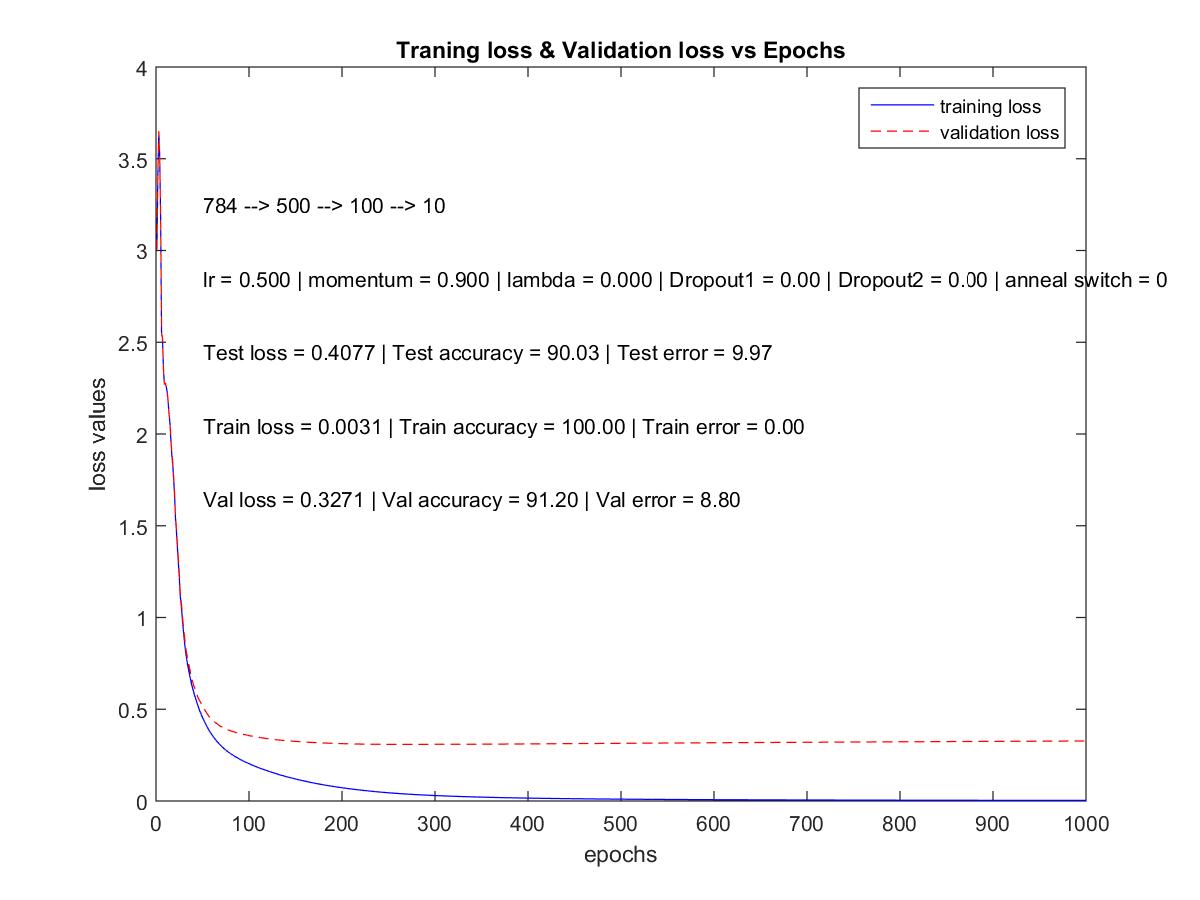 Traning loss & Validation loss vs Epochs
4
training loss
validation loss
3.5
784 --> 500 --> 100 --> 10
3
lr = 0.500 | momentum = 0.900 | lambda = 0.000 | Dropout1 = 0.00 | Dropout2 = 0.00 | anneal switch = 0
2.5
Test loss = 0.4077 | Test accuracy = 90.03 | Test error = 9.97
loss values
2
Train loss = 0.0031 | Train accuracy = 100.00 | Train error = 0.00
Val loss = 0.3271 | Val accuracy = 91.20 | Val error = 8.80
1.5
1
0.5
0
0 100 200 300 400 500 600 700 800 900 1000
epochs